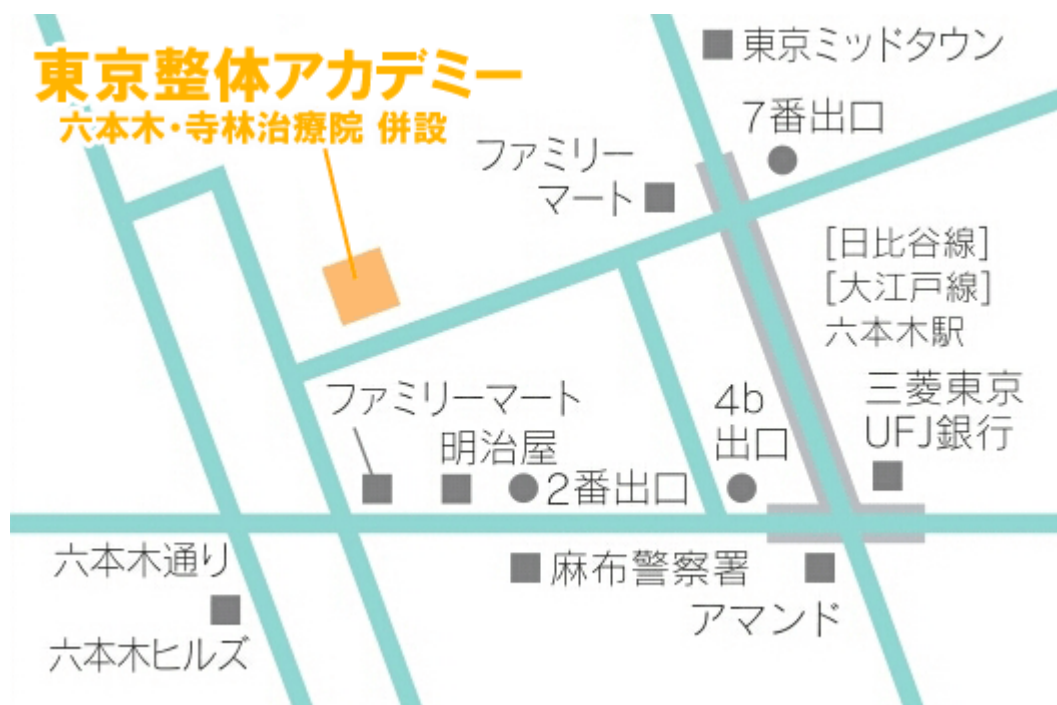 東京整体アカデミー
六本木・寺林治療院 併設
東京ミッドタウン
7番出口
ファミリー
マート
[日比谷線]
[大江戸線]
六本木駅
ファミリーマート
明治屋
2番出口
4b
出口
三菱東京
UFJ銀行
六本木通り
六本木ヒルズ
麻布警察署
アマンド